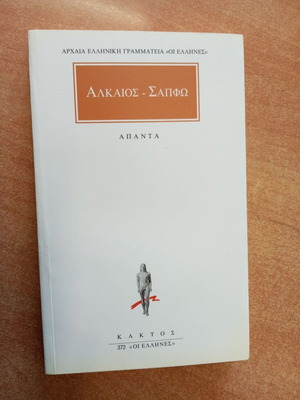 ΑΡΧΑΙΑ ΕΛΛΗΝΙΚΗ ΓΡΑΜΜΑΤΕΙΑ «ΟΙ ΕΛΛΗΝΕΣ»
ΑΛΚΑΙΟΣ - ΣΑΠΦΩ
ΑΠΑΝΤΑ
ΚΑΚΤΟΣ
372 «ΟΙ ΕΛΛΗΝΕΣ»